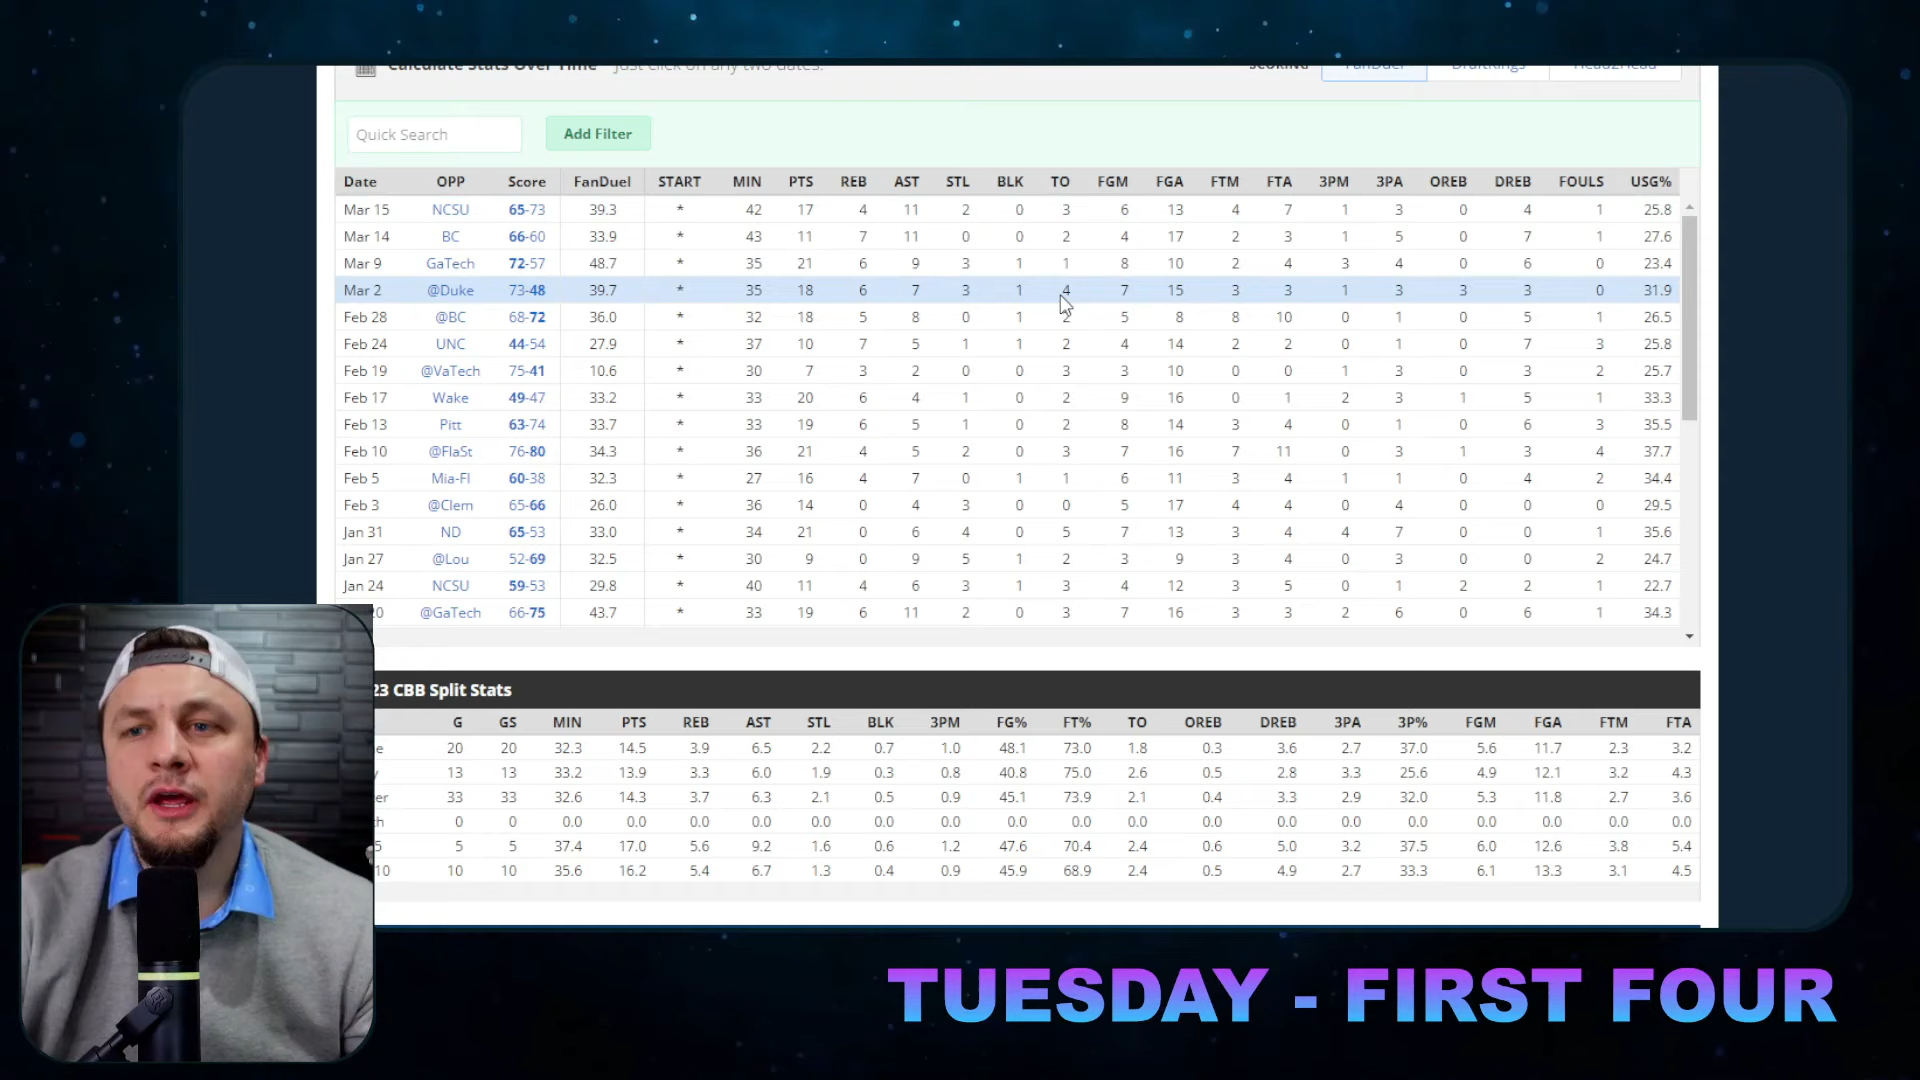 Calculate Stats Over Time - Just click on any two dates. SCORING FanDuel DraftKings Head2Head
Quick Search Add Filter
Date OPP Score FanDuel START MIN PTS REB AST STL BLK TO FGM FGA FTM FTA 3PM 3PA OREB DREB FOULS USG%
Mar 15 NCSU 65-73 39.3 * 42 17 4 11 2 0 3 6 13 4 7 1 3 0 4 1 25.8
Mar 14 BC 66-60 33.9 * 43 11 7 11 0 0 2 4 17 2 3 1 5 0 7 1 27.6
Mar 9 GaTech 72-57 48.7 * 35 21 6 9 3 1 1 8 10 2 4 3 4 0 6 0 23.4
Mar 2 @Duke 73-48 39.7 * 35 18 6 7 3 1 4 7 15 3 3 1 3 3 3 0 31.9
Feb 28 @BC 68-72 36.0 * 32 18 5 8 0 1 2 5 8 8 10 0 1 0 5 1 26.5
Feb 24 UNC 44-54 27.9 * 37 10 7 5 1 0 2 4 14 2 2 0 1 0 7 3 25.8
Feb 19 @VaTech 75-41 10.6 * 30 7 3 2 0 0 3 3 10 0 0 1 3 0 3 2 25.7
Feb 17 Wake 49-47 33.2 * 33 20 6 4 1 0 2 9 16 0 1 2 3 1 5 1 33.3
Feb 13 Pitt 63-74 33.7 * 33 19 6 5 1 0 2 8 14 3 4 0 1 0 6 3 35.5
Feb 10 @FlaSt 76-80 34.3 * 36 21 4 5 2 0 3 7 16 7 11 0 3 1 3 4 37.7
Feb 5 Mia-Fl 60-38 32.3 * 27 16 4 7 0 1 1 6 11 3 4 1 1 0 4 2 34.4
Feb 3 @Clem 65-66 26.0 * 36 14 0 4 3 0 0 5 17 4 4 0 4 0 0 0 29.5
Jan 31 ND 65-53 33.0 * 34 21 0 6 4 0 5 7 13 3 4 4 7 0 0 1 35.6
Jan 27 @Lou 52-69 32.5 * 30 9 0 9 5 1 2 3 9 3 4 0 3 0 0 2 24.7
Jan 24 NCSU 59-53 29.8 * 40 11 4 6 3 1 3 4 12 3 5 0 1 2 2 1 22.7
0 @GaTech 66-75 43.7 * 33 19 6 11 2 0 3 7 16 3 3 2 6 0 6 1 34.3
23 CBB Split Stats
G GS MIN PTS REB AST STL BLK 3PM FG% FT% TO OREB DREB 3PA 3P% FGM FGA FTM FTA
e 20 20 32.3 14.5 3.9 6.5 2.2 0.7 1.0 48.1 73.0 1.8 0.3 3.6 2.7 37.0 5.6 11.7 2.3 3.2
y 13 13 33.2 13.9 3.3 6.0 1.9 0.3 0.8 40.8 75.0 2.6 0.5 2.8 3.3 25.6 4.9 12.1 3.2 4.3
er 33 33 32.6 14.3 3.7 6.3 2.1 0.5 0.9 45.1 73.9 2.1 0.4 3.3 2.9 32.0 5.3 11.8 2.7 3.6
h 0 0 0.0 0.0 0.0 0.0 0.0 0.0 0.0 0.0 0.0 0.0 0.0 0.0 0.0 0.0 0.0 0.0 0.0 0.0
5 5 5 37.4 17.0 5.6 9.2 1.6 0.6 1.2 47.6 70.4 2.4 0.6 5.0 3.2 37.5 6.0 12.6 3.8 5.4
10 10 10 35.6 16.2 5.4 6.7 1.3 0.4 0.9 45.9 68.9 2.4 0.5 4.9 2.7 33.3 6.1 13.3 3.1 4.5
TUESDAY - FIRST FOUR